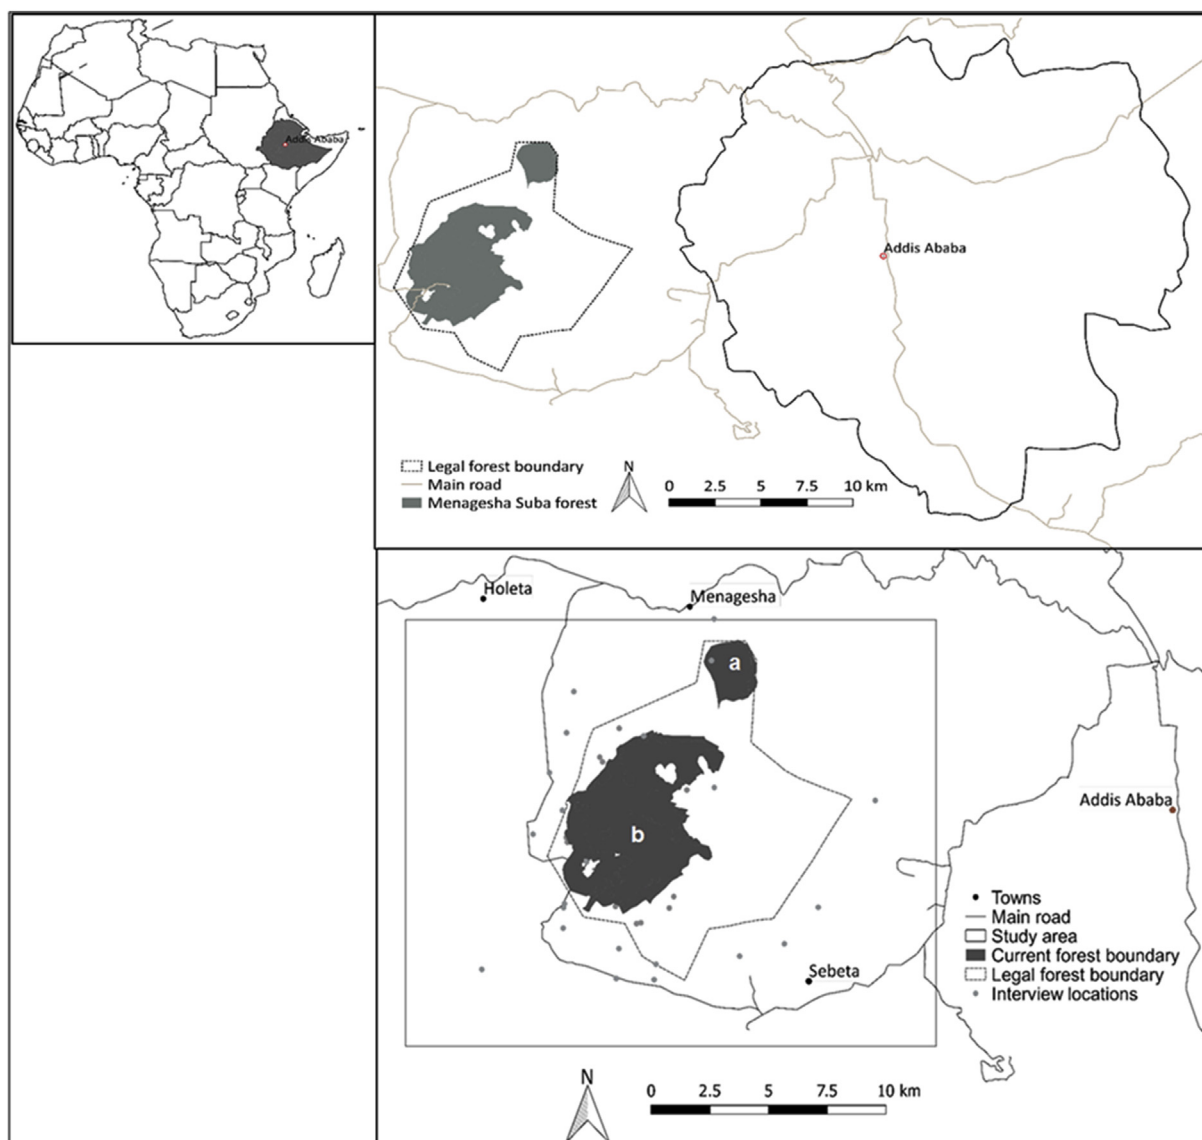 Addis Ababa
Addis Ababa
Legal forest boundary
Main road
Menagesha Suba forest
N
0 2.5 5 7.5 10 km
Holeta
Menagesha
a
b
Addis Ababa
Sebeta
Towns
Main road
Study area
Current forest boundary
Legal forest boundary
Interview locations
N
0 2.5 5 7.5 10 km